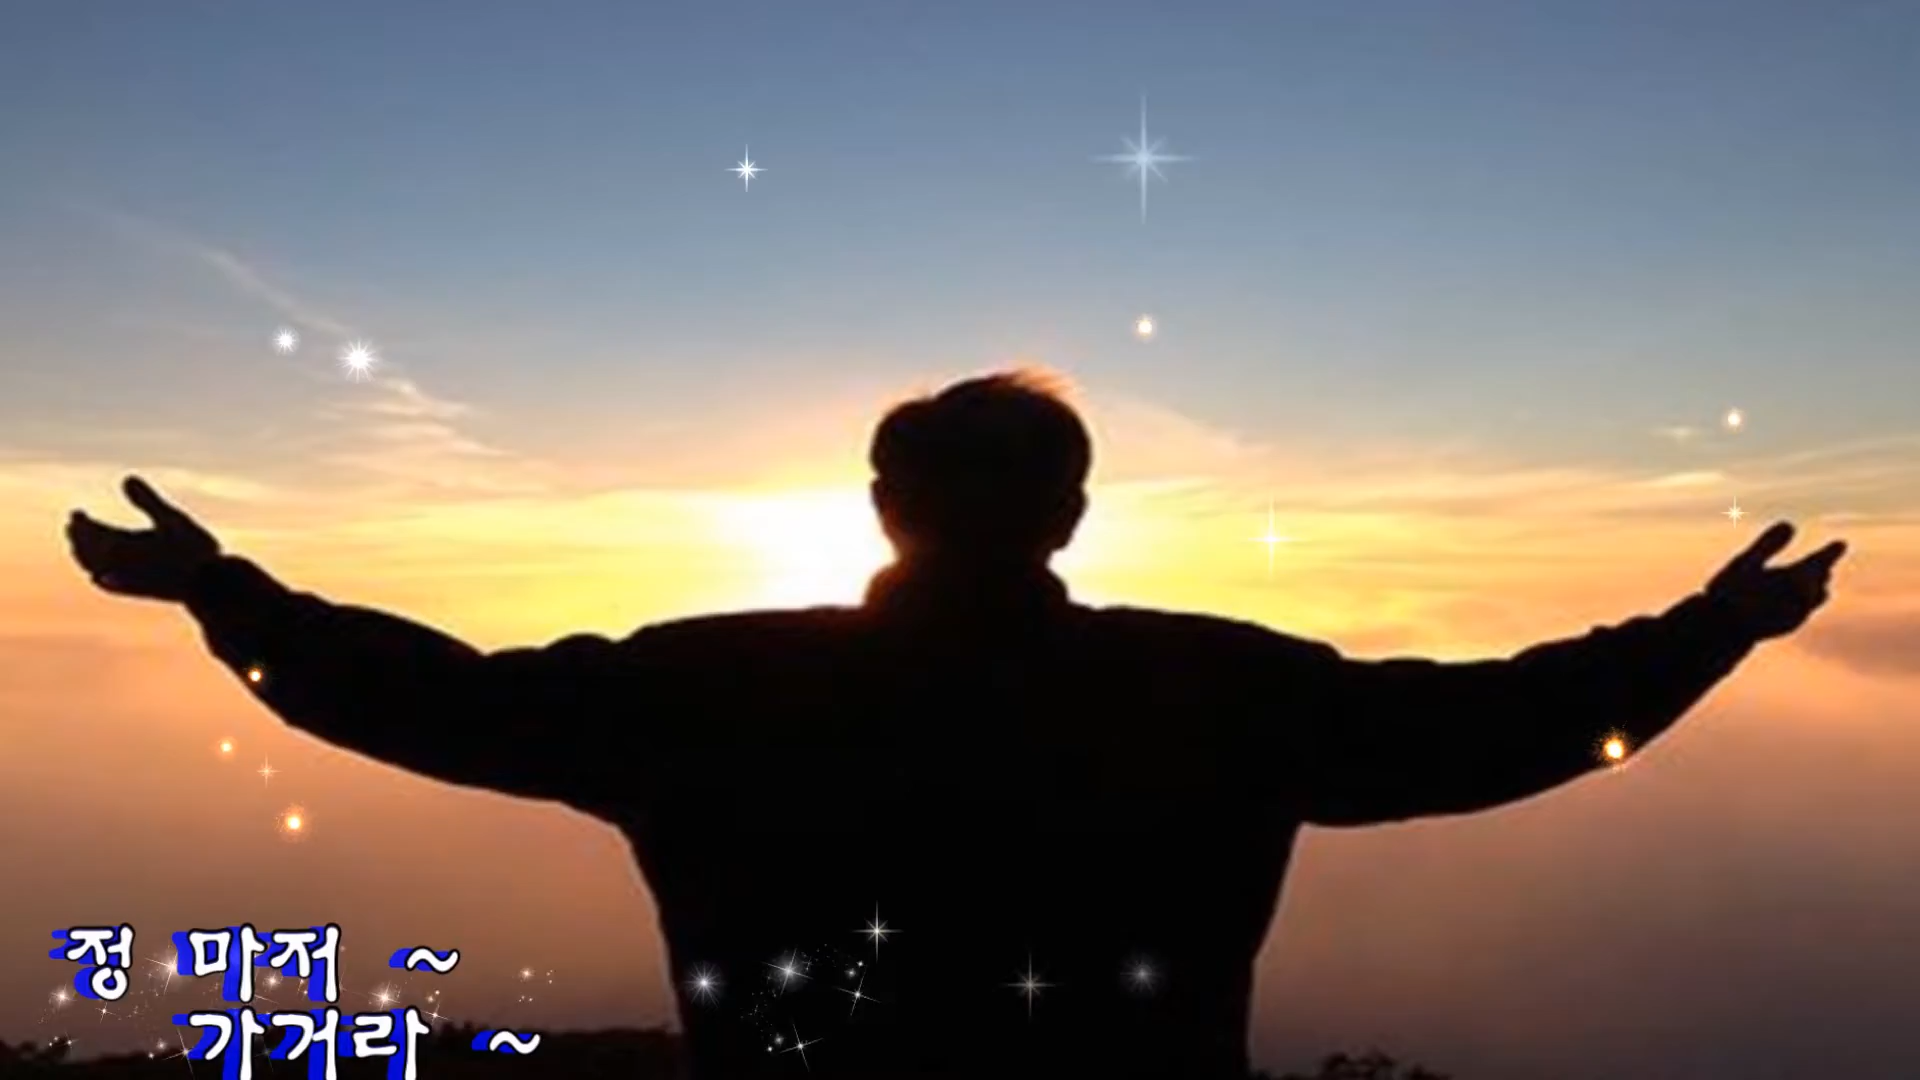 정 마저 ~
가거라 ~